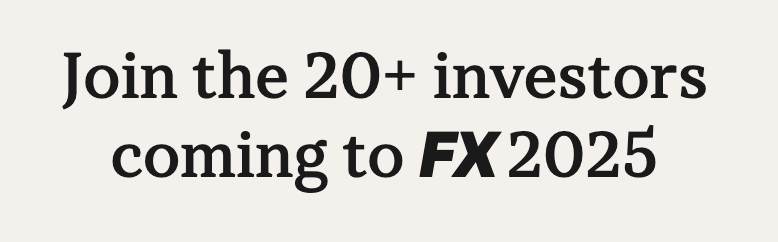 Join the 20+ investors
coming to FX 2025